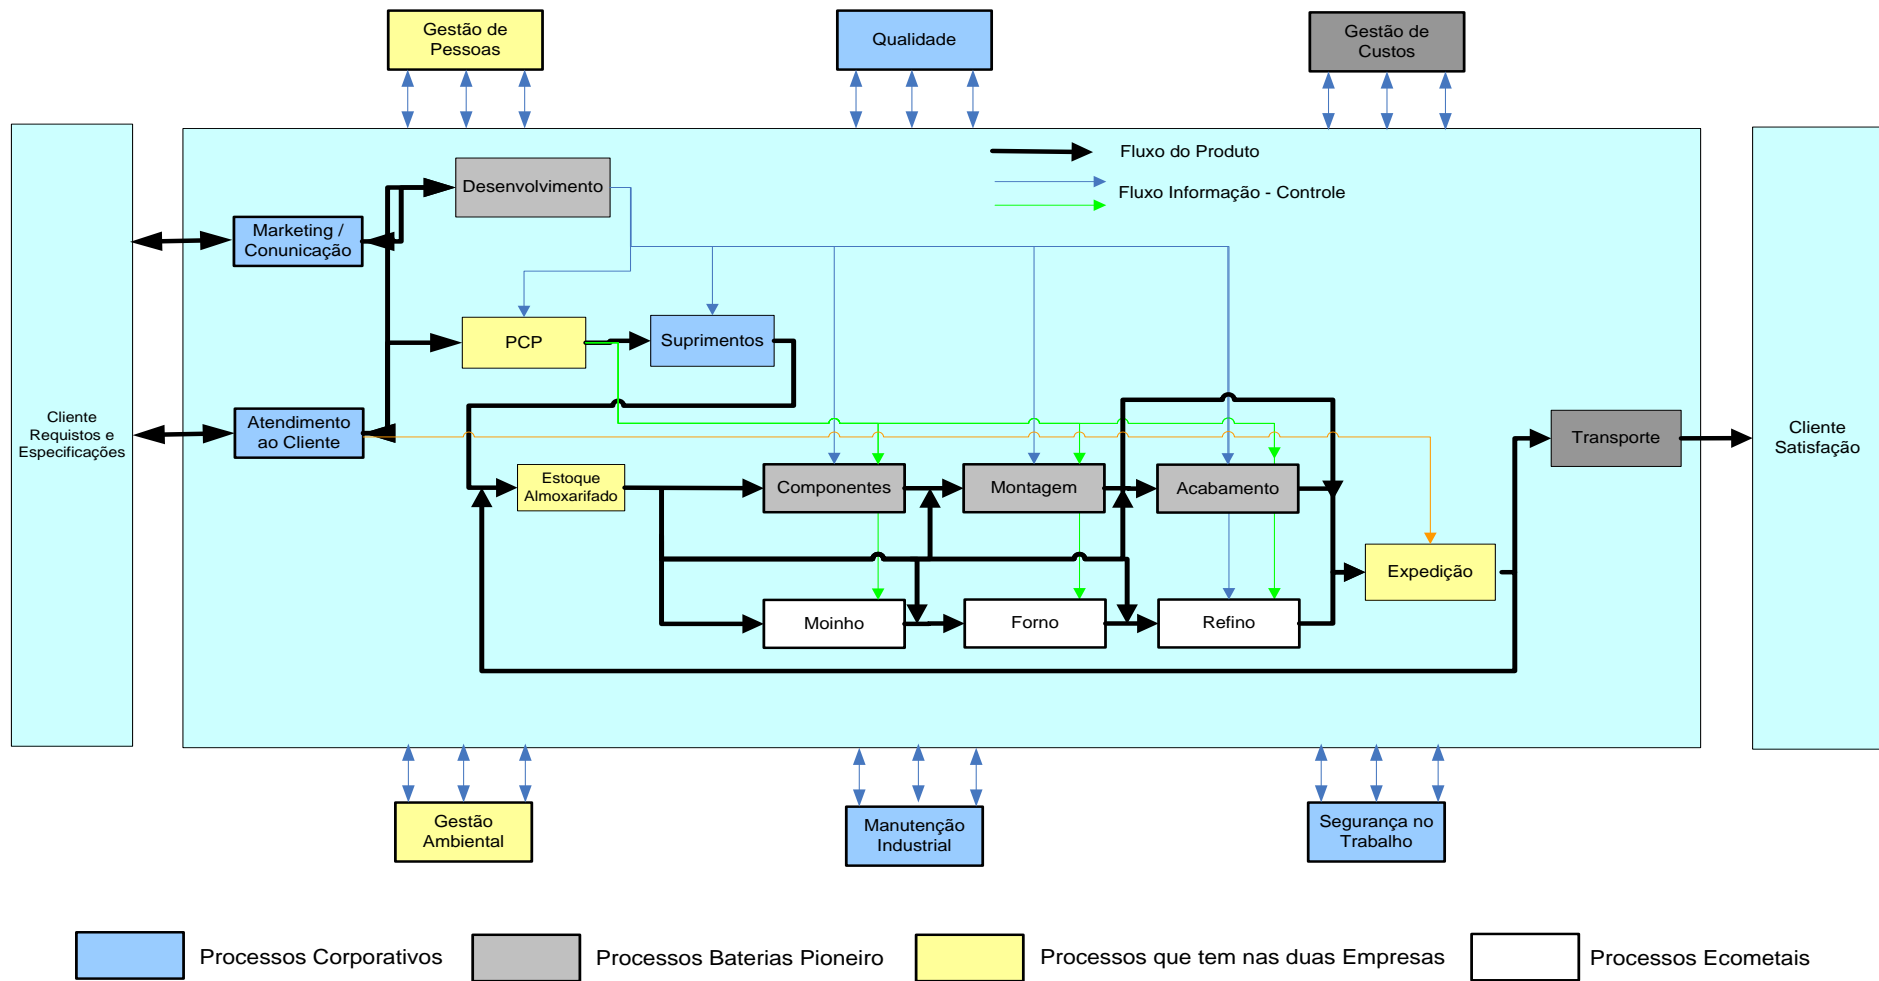 Gestão de
Pessoas
Qualidade
Gestão de
Custos
Fluxo do Produto
Fluxo Informação - Controle
Desenvolvimento
Marketing /
Conunicação
PCP
Suprimentos
Cliente
Requistos e
Especificações
Atendimento
ao Cliente
Transporte
Cliente
Satisfação
Estoque
Almoxarifado
Componentes
Montagem
Acabamento
Expedição
Moinho
Forno
Refino
Gestão
Ambiental
Manutenção
Industrial
Segurança no
Trabalho
Processos Corporativos
Processos Baterias Pioneiro
Processos que tem nas duas Empresas
Processos Ecometais